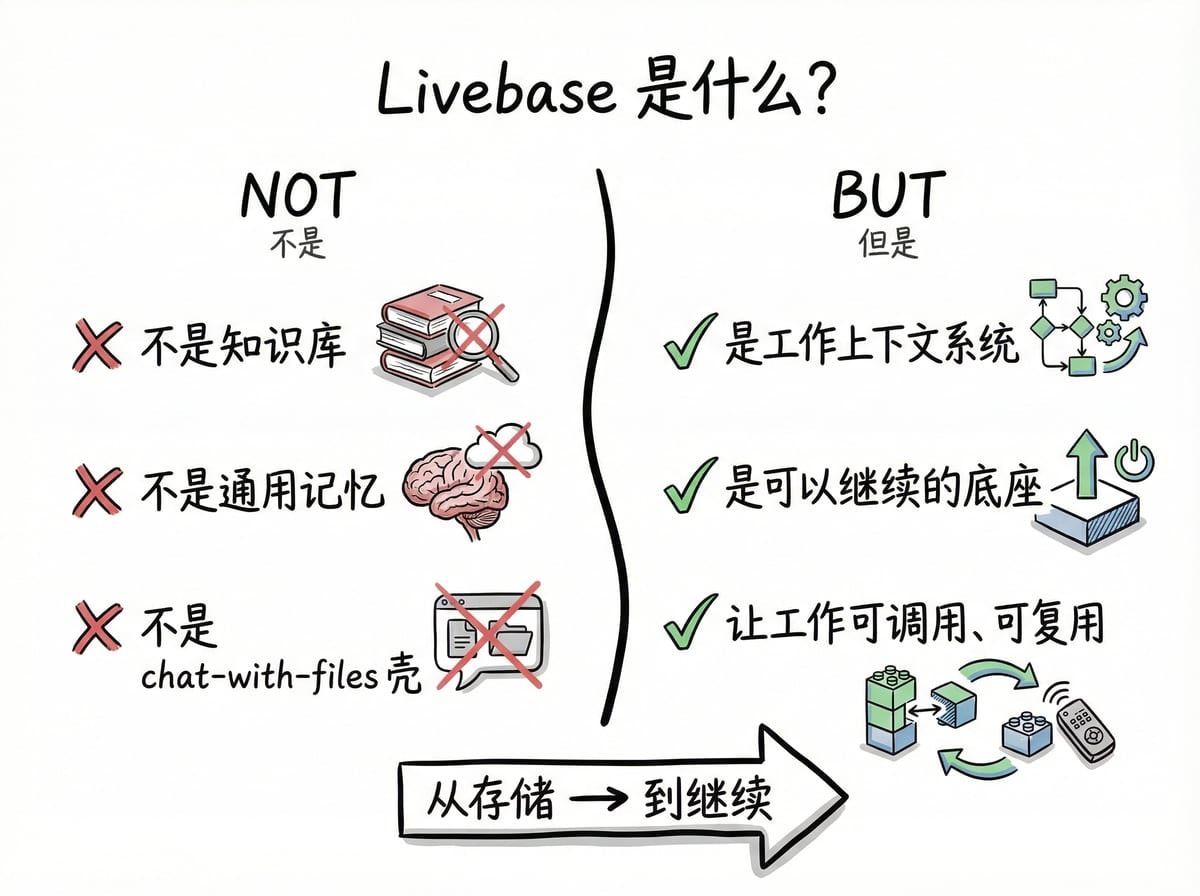 Livebase 是什么?
NOT
不是
不是知识库
不是通用记忆
不是
chat-with-files 壳
BUT
但是
是工作上下文系统
是可以继续的底座
让工作可调用、可复用
从存储 → 到继续